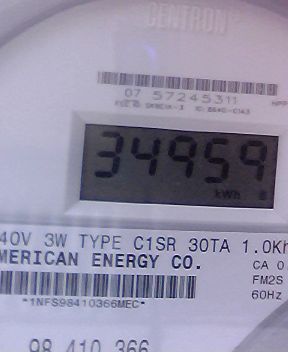 CENTRON
07 57245311
34959
kWh
40V 3W TYPE C1SR 30TA 1.0Kh
MERICAN ENERGY CO.
CA 0.
FM2S
60Hz
*1NFS98410366MEC*
98 410 366